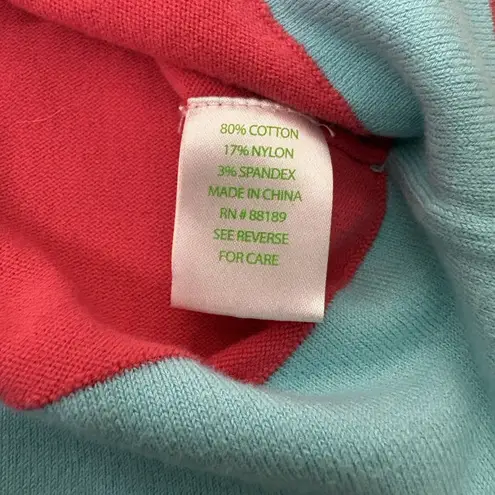 80% COTTON
17% NYLON
3% SPANDEX
MADE IN CHINA
RN # 88189
SEE REVERSE
FOR CARE